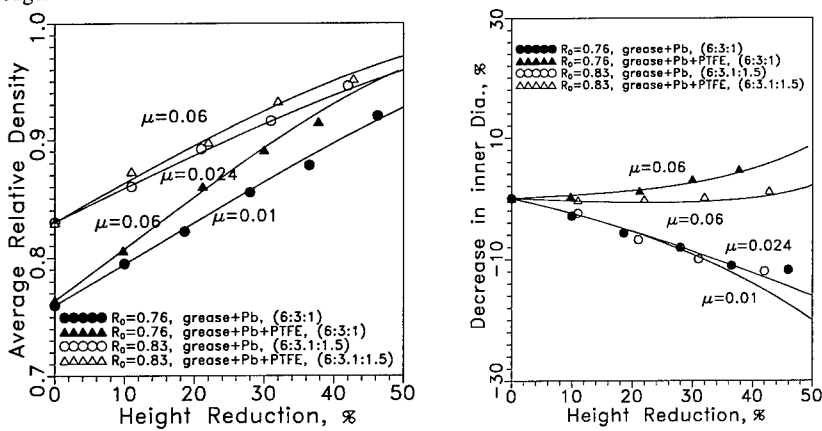 Average Relative Density
1.0
0.9
0.8
0.7
μ=0.06
μ=0.024
μ=0.06
μ=0.01
●●●●● R₀=0.76, grease+Pb, (6:3:1)
▲▲▲▲▲ R₀=0.76, grease+Pb+PTFE, (6:3:1)
○○○○○ R₀=0.83, grease+Pb, (6:3.1:1.5)
△△△△△ R₀=0.83, grease+Pb+PTFE, (6:3.1:1.5)
0 10 20 30 40 50
Height Reduction, %
Decrease in inner Dia., %
●●●●● R₀=0.76, grease+Pb, (6:3:1)
▲▲▲▲▲ R₀=0.76, grease+Pb+PTFE, (6:3:1)
○○○○○ R₀=0.83, grease+Pb, (6:3.1:1.5)
△△△△△ R₀=0.83, grease+Pb+PTFE, (6:3.1:1.5)
30
10
-10
-30
μ=0.06
μ=0.06
μ=0.024
μ=0.01
0 10 20 30 40 50
Height Reduction, %